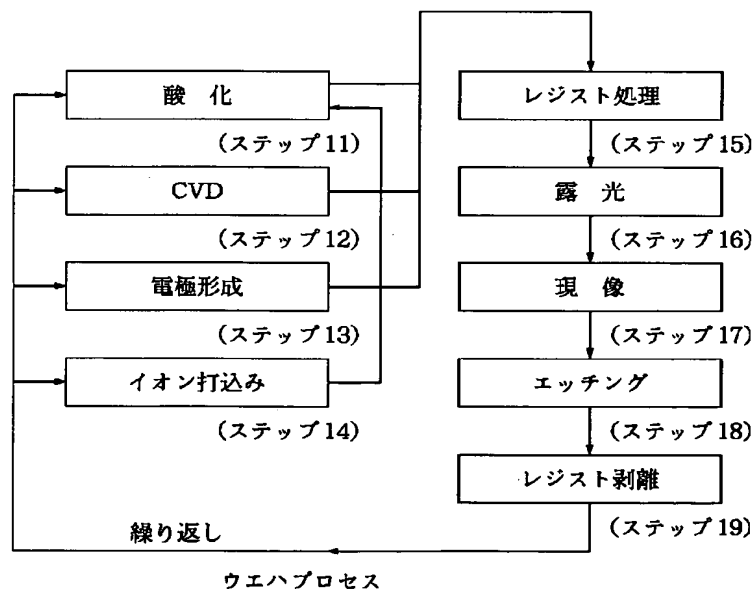 酸 化
(ステップ11)
CVD
(ステップ12)
電極形成
(ステップ13)
イオン打込み
(ステップ14)
レジスト処理
(ステップ15)
露 光
(ステップ16)
現 像
(ステップ17)
エッチング
(ステップ18)
レジスト剥離
(ステップ19)
繰り返し
ウエハプロセス